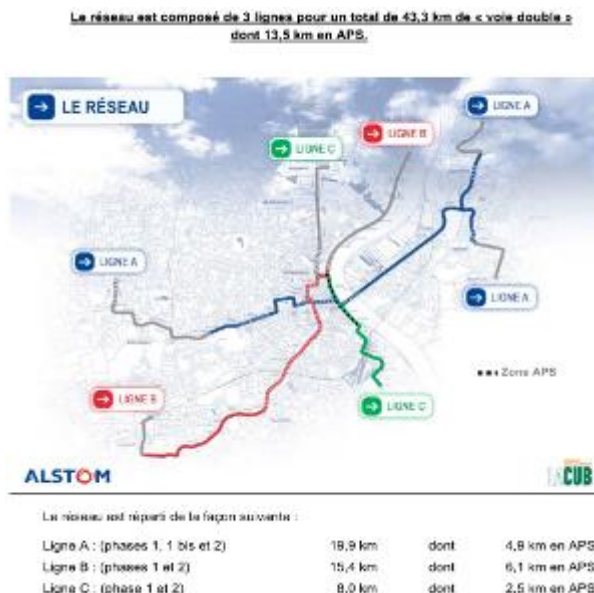 Le réseau est composé de 3 lignes pour un total de 43,3 km de « voie double »
dont 13,5 km en APS.
LE RÉSEAU
LIGNE A
LIGNE B
LIGNE C
LIGNE A
LIGNE A
LIGNE B
LIGNE C
Zone APS
ALSTOM
LACUB
Le réseau est réparti de la façon suivante :
Ligne A : (phases 1, 1 bis et 2) 19,9 km dont 4,9 km en APS
Ligne B : (phases 1 et 2) 15,4 km dont 6,1 km en APS
Ligne C : (phase 1 et 2) 8,0 km dont 2,5 km en APS